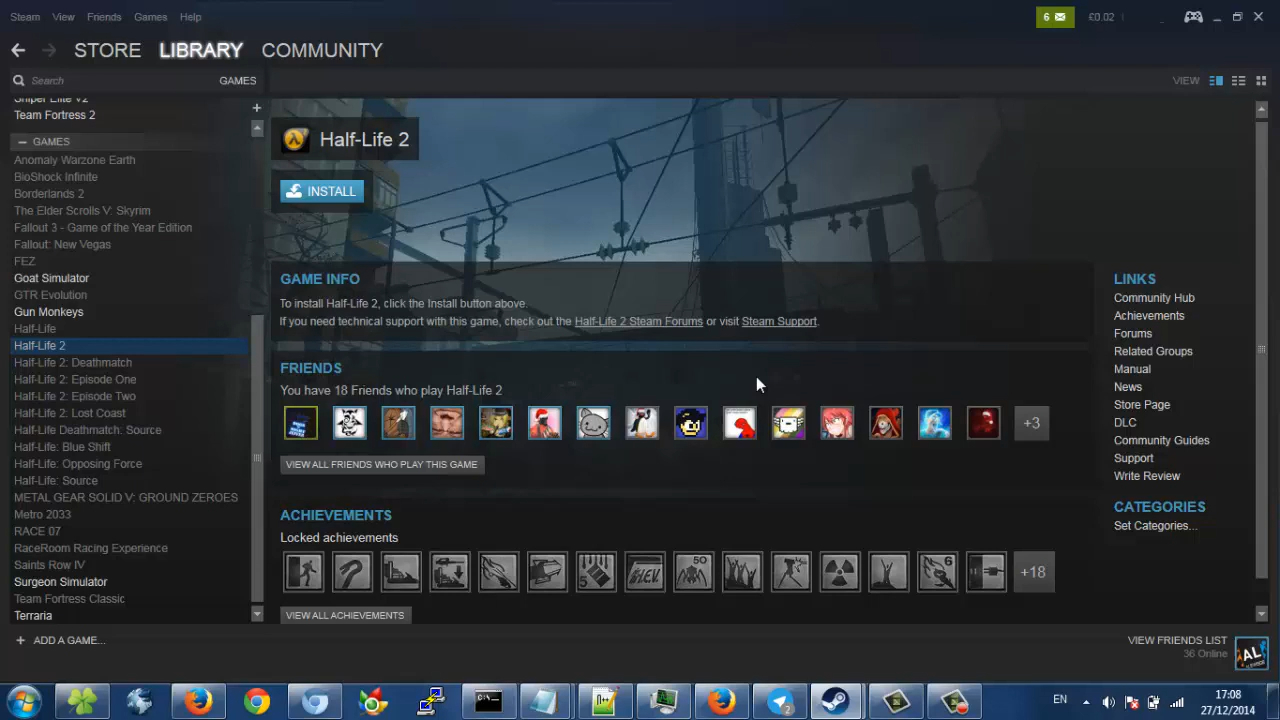 Steam View Friends Games Help
6 £0.02
STORE LIBRARY COMMUNITY
Search GAMES
VIEW
Sniper Elite V2
Team Fortress 2
GAMES
Anomaly Warzone Earth
BioShock Infinite
Borderlands 2
The Elder Scrolls V: Skyrim
Fallout 3 - Game of the Year Edition
Fallout: New Vegas
FEZ
Goat Simulator
GTR Evolution
Gun Monkeys
Half-Life
Half-Life 2
Half-Life 2: Deathmatch
Half-Life 2: Episode One
Half-Life 2: Episode Two
Half-Life 2: Lost Coast
Half-Life Deathmatch: Source
Half-Life: Blue Shift
Half-Life: Opposing Force
Half-Life: Source
METAL GEAR SOLID V: GROUND ZEROES
Metro 2033
RACE 07
RaceRoom Racing Experience
Saints Row IV
Surgeon Simulator
Team Fortress Classic
Terraria
+ ADD A GAME...
Half-Life 2
INSTALL
GAME INFO
To install Half-Life 2, click the Install button above.
If you need technical support with this game, check out the Half-Life 2 Steam Forums or visit Steam Support.
FRIENDS
You have 18 Friends who play Half-Life 2
+3
VIEW ALL FRIENDS WHO PLAY THIS GAME
ACHIEVEMENTS
Locked achievements
5
50
6
+18
VIEW ALL ACHIEVEMENTS
LINKS
Community Hub
Achievements
Forums
Related Groups
Manual
News
Store Page
DLC
Community Guides
Support
Write Review
CATEGORIES
Set Categories...
VIEW FRIENDS LIST
36 Online
AL
C:\_
2
EN
17:08
27/12/2014